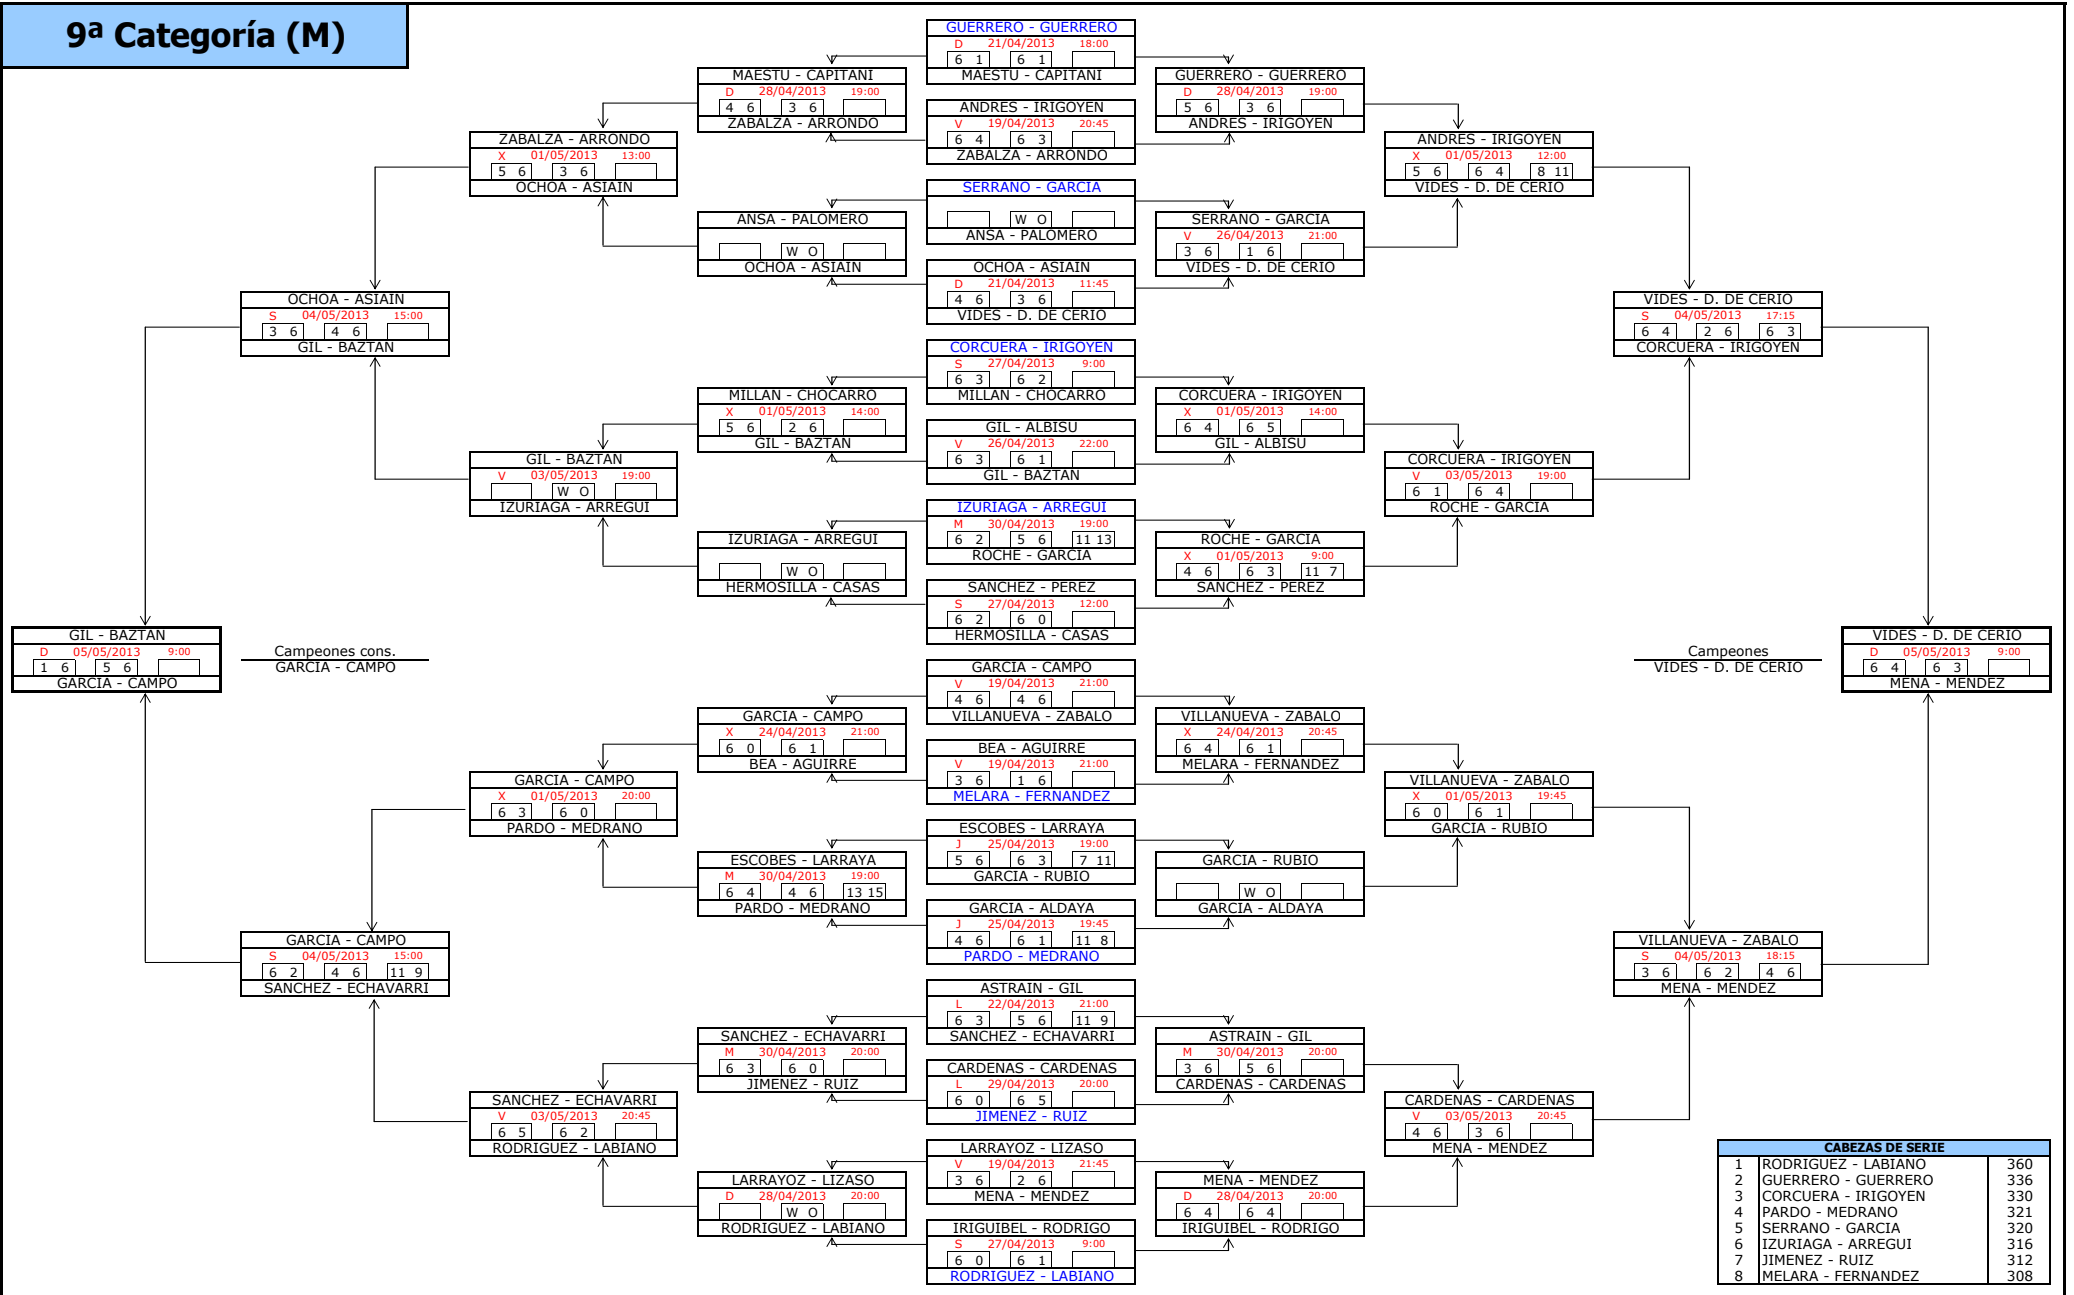 9ª Categoría (M)
GUERRERO - GUERRERO
D 21/04/2013 18:00
6 1 6 1
MAESTU - CAPITANI
ANDRES - IRIGOYEN
V 19/04/2013 20:45
6 4 6 3
ZABALZA - ARRONDO
SERRANO - GARCIA
W O
ANSA - PALOMERO
OCHOA - ASIAIN
D 21/04/2013 11:45
4 6 3 6
VIDES - D. DE CERIO
CORCUERA - IRIGOYEN
S 27/04/2013 9:00
6 3 6 2
MILLAN - CHOCARRO
GIL - ALBISU
V 26/04/2013 22:00
6 3 6 1
GIL - BAZTAN
IZURIAGA - ARREGUI
M 30/04/2013 19:00
6 2 5 6 11 13
ROCHE - GARCIA
SANCHEZ - PEREZ
S 27/04/2013 12:00
6 2 6 0
HERMOSILLA - CASAS
GARCIA - CAMPO
V 19/04/2013 21:00
4 6 4 6
VILLANUEVA - ZABALO
BEA - AGUIRRE
V 19/04/2013 21:00
3 6 1 6
MELARA - FERNANDEZ
ESCOBES - LARRAYA
J 25/04/2013 19:00
5 6 6 3 7 11
GARCIA - RUBIO
GARCIA - ALDAYA
J 25/04/2013 19:45
4 6 6 1 11 8
PARDO - MEDRANO
ASTRAIN - GIL
L 22/04/2013 21:00
6 3 5 6 11 9
SANCHEZ - ECHAVARRI
CARDENAS - CARDENAS
L 29/04/2013 20:00
6 0 6 5
JIMENEZ - RUIZ
LARRAYOZ - LIZASO
V 19/04/2013 21:45
3 6 2 6
MENA - MENDEZ
IRIGUIBEL - RODRIGO
S 27/04/2013 9:00
6 0 6 1
RODRIGUEZ - LABIANO
MAESTU - CAPITANI
D 28/04/2013 19:00
4 6 3 6
ZABALZA - ARRONDO
ANSA - PALOMERO
W O
OCHOA - ASIAIN
MILLAN - CHOCARRO
X 01/05/2013 14:00
5 6 2 6
GIL - BAZTAN
IZURIAGA - ARREGUI
W O
HERMOSILLA - CASAS
GARCIA - CAMPO
X 24/04/2013 21:00
6 0 6 1
BEA - AGUIRRE
ESCOBES - LARRAYA
M 30/04/2013 19:00
6 4 4 6 13 15
PARDO - MEDRANO
SANCHEZ - ECHAVARRI
M 30/04/2013 20:00
6 3 6 0
JIMENEZ - RUIZ
LARRAYOZ - LIZASO
D 28/04/2013 20:00
W O
RODRIGUEZ - LABIANO
ZABALZA - ARRONDO
X 01/05/2013 13:00
5 6 3 6
OCHOA - ASIAIN
GIL - BAZTAN
V 03/05/2013 19:00
W O
IZURIAGA - ARREGUI
GARCIA - CAMPO
X 01/05/2013 20:00
6 3 6 0
PARDO - MEDRANO
SANCHEZ - ECHAVARRI
V 03/05/2013 20:45
6 5 6 2
RODRIGUEZ - LABIANO
OCHOA - ASIAIN
S 04/05/2013 15:00
3 6 4 6
GIL - BAZTAN
GARCIA - CAMPO
S 04/05/2013 15:00
6 2 4 6 11 9
SANCHEZ - ECHAVARRI
GIL - BAZTAN
D 05/05/2013 9:00
1 6 5 6
GARCIA - CAMPO
Campeones cons.
GARCIA - CAMPO
GUERRERO - GUERRERO
D 28/04/2013 19:00
5 6 3 6
ANDRES - IRIGOYEN
SERRANO - GARCIA
V 26/04/2013 21:00
3 6 1 6
VIDES - D. DE CERIO
CORCUERA - IRIGOYEN
X 01/05/2013 14:00
6 4 6 5
GIL - ALBISU
ROCHE - GARCIA
X 01/05/2013 9:00
4 6 6 3 11 7
SANCHEZ - PEREZ
VILLANUEVA - ZABALO
X 24/04/2013 20:45
6 4 6 1
MELARA - FERNANDEZ
GARCIA - RUBIO
W O
GARCIA - ALDAYA
ASTRAIN - GIL
M 30/04/2013 20:00
3 6 5 6
CARDENAS - CARDENAS
MENA - MENDEZ
D 28/04/2013 20:00
6 4 6 4
IRIGUIBEL - RODRIGO
ANDRES - IRIGOYEN
X 01/05/2013 12:00
5 6 6 4 8 11
VIDES - D. DE CERIO
CORCUERA - IRIGOYEN
V 03/05/2013 19:00
6 1 6 4
ROCHE - GARCIA
VILLANUEVA - ZABALO
X 01/05/2013 19:45
6 0 6 1
GARCIA - RUBIO
CARDENAS - CARDENAS
V 03/05/2013 20:45
4 6 3 6
MENA - MENDEZ
VIDES - D. DE CERIO
S 04/05/2013 17:15
6 4 2 6 6 3
CORCUERA - IRIGOYEN
VILLANUEVA - ZABALO
S 04/05/2013 18:15
3 6 6 2 4 6
MENA - MENDEZ
Campeones
VIDES - D. DE CERIO
VIDES - D. DE CERIO
D 05/05/2013 9:00
6 4 6 3
MENA - MENDEZ
CABEZAS DE SERIE
1 RODRIGUEZ - LABIANO 360
2 GUERRERO - GUERRERO 336
3 CORCUERA - IRIGOYEN 330
4 PARDO - MEDRANO 321
5 SERRANO - GARCIA 320
6 IZURIAGA - ARREGUI 316
7 JIMENEZ - RUIZ 312
8 MELARA - FERNANDEZ 308